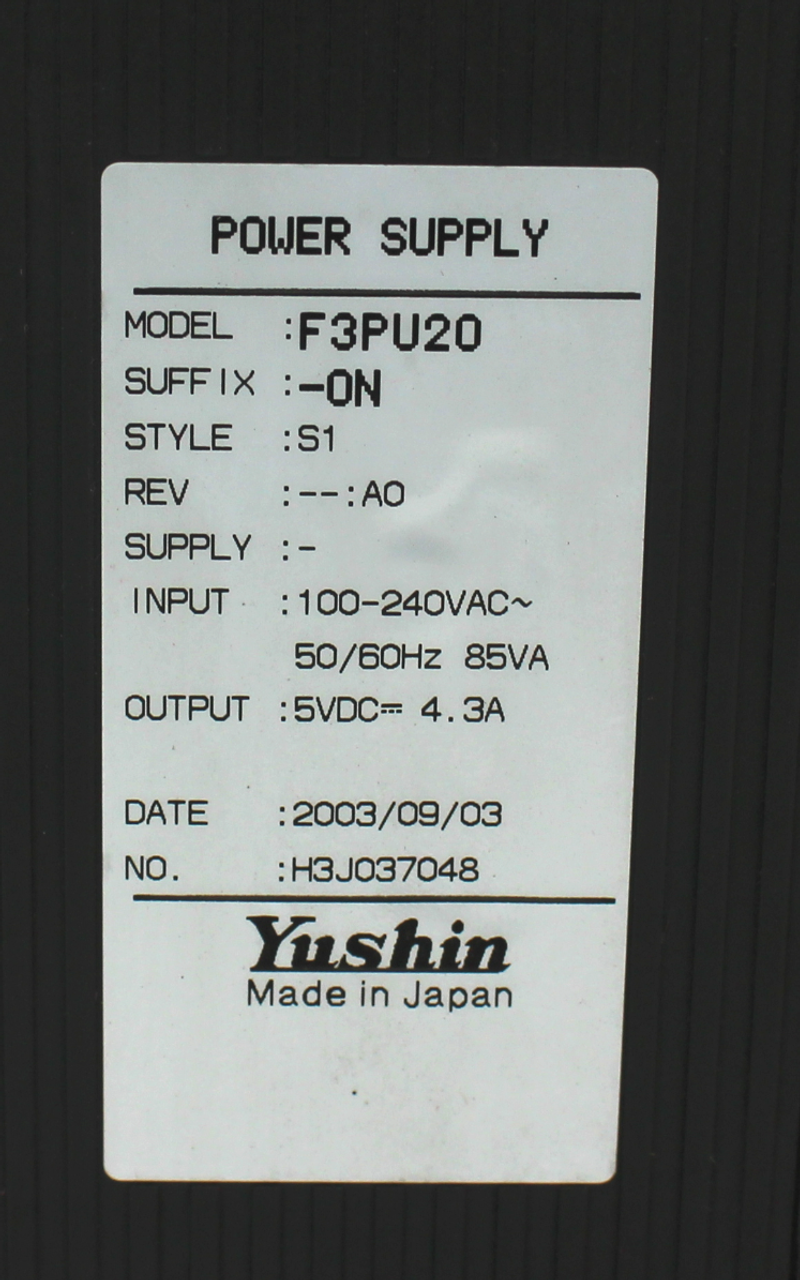 POWER SUPPLY
MODEL :F3PU20
SUFFIX :-0N
STYLE :S1
REV :--:A0
SUPPLY :-
INPUT :100-240VAC~
50/60Hz 85VA
OUTPUT :5VDC⎓ 4.3A
DATE :2003/09/03
NO. :H3J037048
Yushin
Made in Japan